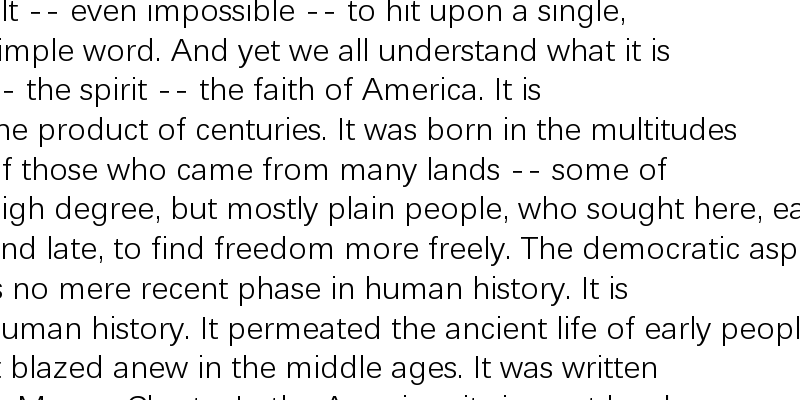 lt -- even impossible -- to hit upon a single,
imple word. And yet we all understand what it is
- the spirit -- the faith of America. It is
he product of centuries. It was born in the multitudes
f those who came from many lands -- some of
igh degree, but mostly plain people, who sought here, ea
nd late, to find freedom more freely. The democratic asp
s no mere recent phase in human history. It is
uman history. It permeated the ancient life of early peopl
t blazed anew in the middle ages. It was written